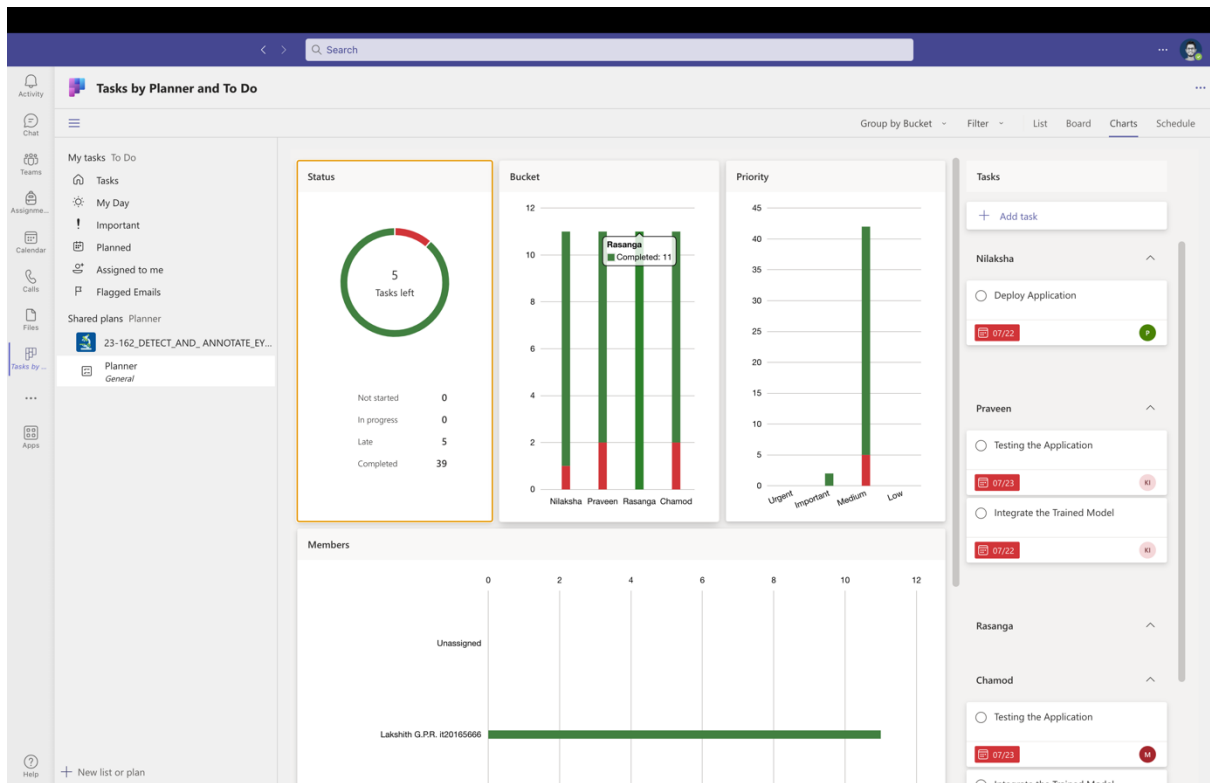 Search
Activity
Chat
Teams
Assignme...
Calendar
Calls
Files
Tasks by ...
Apps
Help
Tasks by Planner and To Do
Group by Bucket
Filter
List
Board
Charts
Schedule
My tasks To Do
Tasks
My Day
Important
Planned
Assigned to me
Flagged Emails
Shared plans Planner
23-162_DETECT_AND_ ANNOTATE_EY...
Planner
General
New list or plan
Status
5
Tasks left
Not started 0
In progress 0
Late 5
Completed 39
Bucket
12
10
8
6
4
2
0
Rasanga
Completed: 11
Nilaksha Praveen Rasanga Chamod
Priority
45
40
35
30
25
20
15
10
5
0
Urgent Important Medium Low
Members
0 2 4 6 8 10 12
Unassigned
Lakshith G.P.R. it20165666
Tasks
Add task
Nilaksha
Deploy Application
07/22 P
Praveen
Testing the Application
07/23 KI
Integrate the Trained Model
07/22 KI
Rasanga
Chamod
Testing the Application
07/23 M